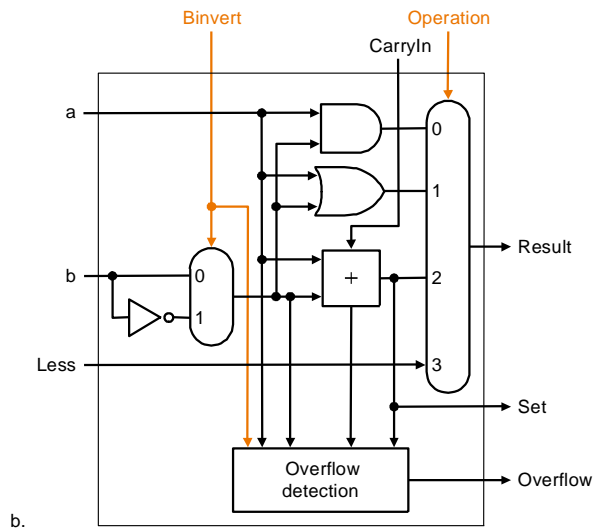 Binvert
Operation
CarryIn
a
0
1
b
0
+
2
Result
1
Less
3
Set
Overflow
detection
Overflow
b.